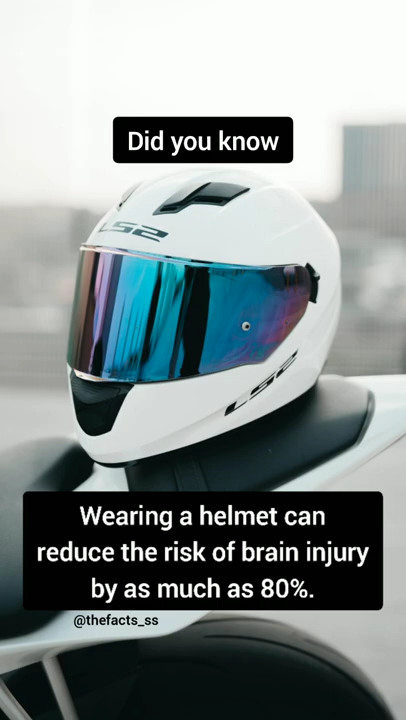 Did you know
LS2
LS2
Wearing a helmet can
reduce the risk of brain injury
by as much as 80%.
@thefacts_ss